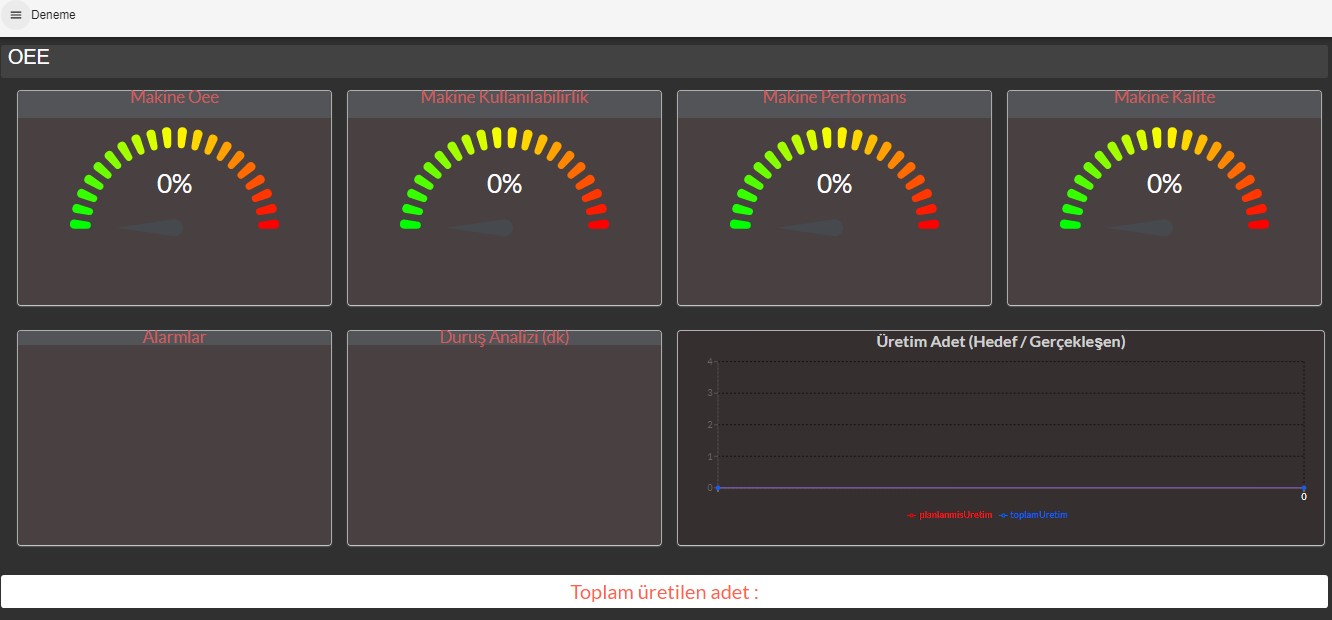 Deneme
OEE
Makine Oee
Makine Kullanılabilirlik
Makine Performans
Makine Kalite
0%
0%
0%
0%
Alarmlar
Duruş Analizi (dk)
Üretim Adet (Hedef / Gerçekleşen)
4
3
2
1
0
0
planlanmisUretim
toplamUretim
Toplam üretilen adet :